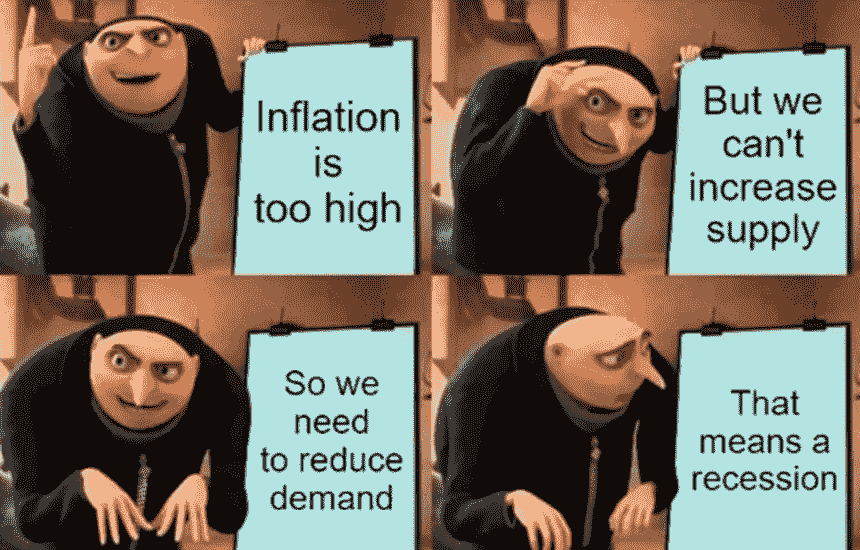 Inflation
is
too high
But we
can't
increase
supply
So we
need
to reduce
demand
That
means a
recession